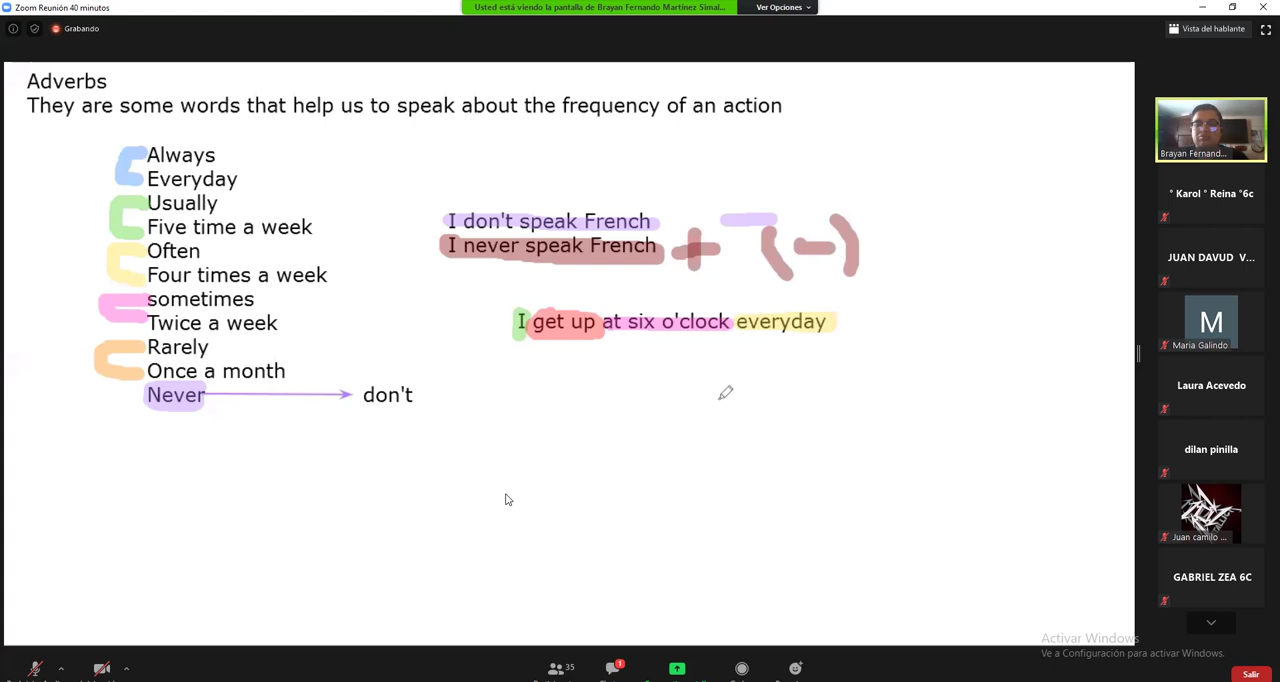 Zoom Reunión 40 minutos
Usted está viendo la pantalla de Brayan Fernando Martinez Simal...
Ver Opciones
Grabando
Vista del hablante
Adverbs
They are some words that help us to speak about the frequency of an action
Always
Everyday
Usually
Five time a week
Often
Four times a week
sometimes
Twice a week
Rarely
Once a month
Never
don't
I don't speak French
I never speak French + (-)
I get up at six o'clock everyday
Brayan Fernand...
° Karol ° Reina °6c
JUAN DAVUD V...
M
Maria Galindo
Laura Acevedo
dilan pinilla
Juan camilo ...
GABRIEL ZEA 6C
Activar Windows
Ve a Configuración para activar Windows.
35
1
Salir